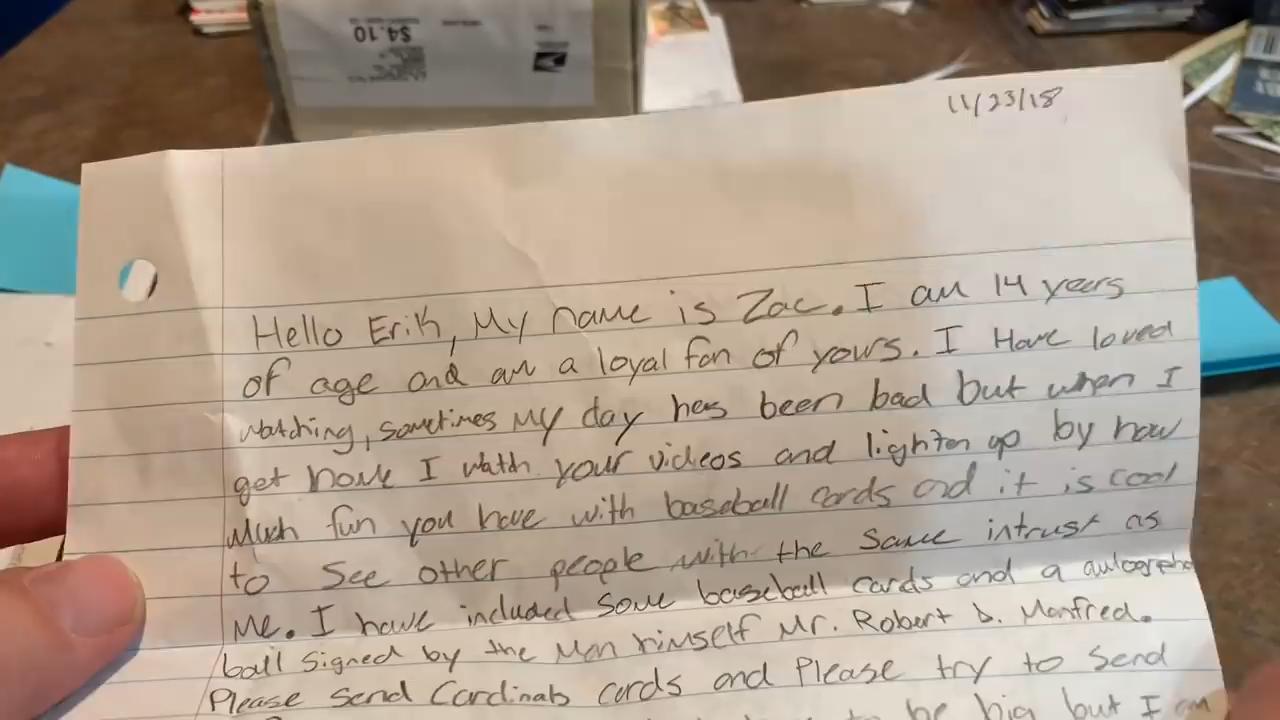 $4.10
11/23/18
Hello Erik, My name is Zac. I am 14 years
of age and am a loyal fan of yours. I Have loved
watching, sometimes My day has been bad but when I
get home I watch your videos and lighten up by how
Much fun you have with baseball cards and it is cool
to See other people with the Same intrust as
Me. I have included Some baseball cards and a autographed
ball Signed by the Man himself Mr. Robert D. Manfred.
Please Send Cardinals cards and Please try to Send
to be big but I am